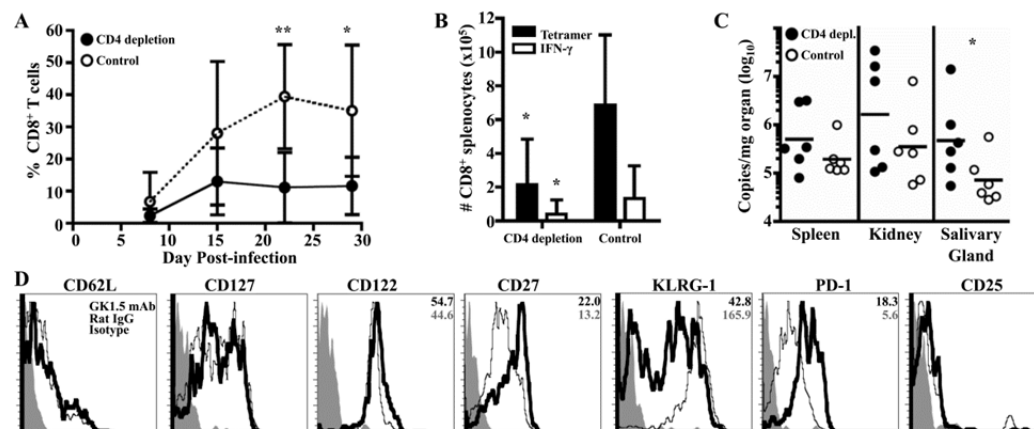 A
CD4 depletion
Control
**
*
% CD8+ T cells
60
50
40
30
20
10
0
0 5 10 15 20 25 30
Day Post-infection
B
Tetramer
IFN-γ
# CD8+ splenocytes (x10⁵)
12
10
8
6
4
2
0
*
*
CD4 depletion Control
C
CD4 depl.
Control
*
Copies/mg organ (log₁₀)
7
6
5
4
Spleen Kidney Salivary
Gland
D
CD62L CD127 CD122 CD27 KLRG-1 PD-1 CD25
GK1.5 mAb
Rat IgG
Isotype
54.7 22.0 42.8 18.3
44.6 13.2 165.9 5.6